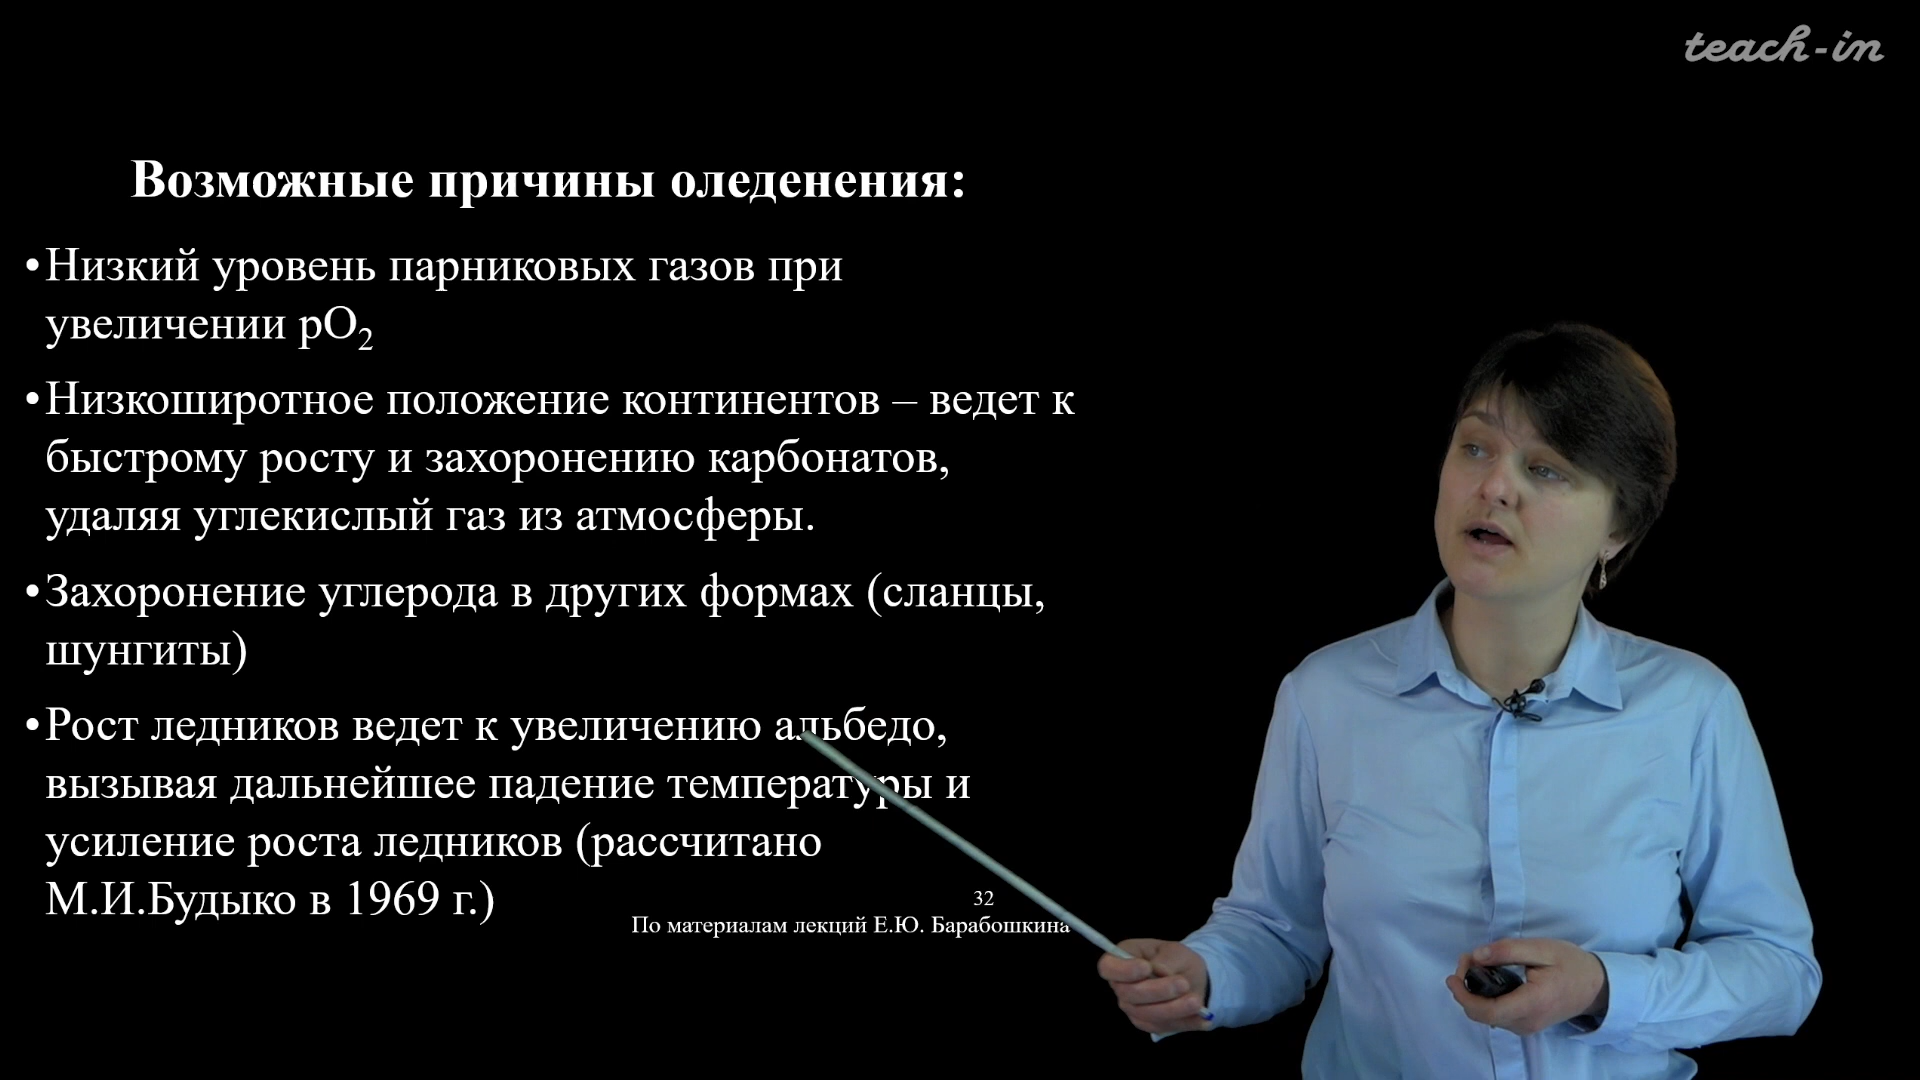 teach-in
Возможные причины оледенения:
•Низкий уровень парниковых газов при
увеличении pO₂
•Низкоширотное положение континентов – ведет к
быстрому росту и захоронению карбонатов,
удаляя углекислый газ из атмосферы.
•Захоронение углерода в других формах (сланцы,
шунгиты)
•Рост ледников ведет к увеличению альбедо,
вызывая дальнейшее падение температуры и
усиление роста ледников (рассчитано
М.И.Будыко в 1969 г.)
32
По материалам лекций Е.Ю. Барабошкина